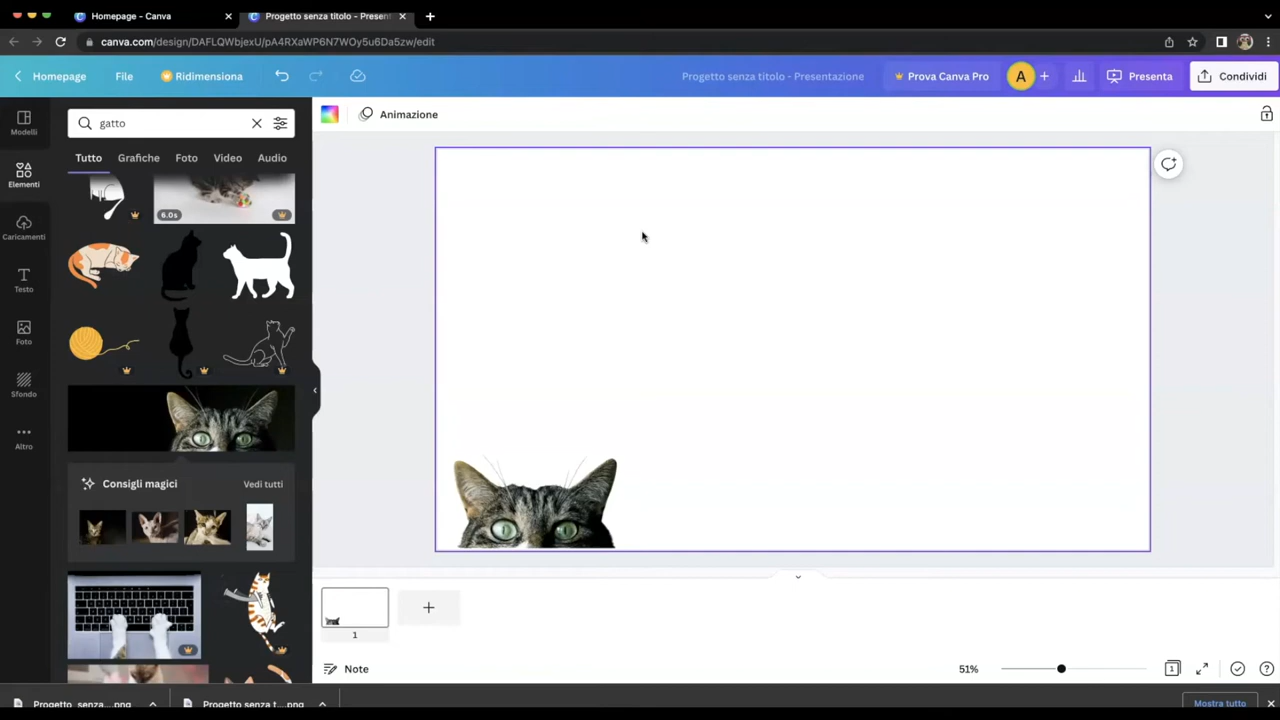 Homepage - Canva
Progetto senza titolo - Present
canva.com/design/DAFLQWbjexU/pA4RXaWP6N7WOy5u6Da5zw/edit
Homepage
File
Ridimensiona
Progetto senza titolo - Presentazione
Prova Canva Pro
A
Presenta
Condividi
Modelli
Elementi
Caricamenti
Testo
Foto
Sfondo
Altro
gatto
Tutto
Grafiche
Foto
Video
Audio
6.0s
Consigli magici
Vedi tutti
Animazione
1
Note
51%
1
Progetto senza....png
Progetto senza t....png
Mostra tutto